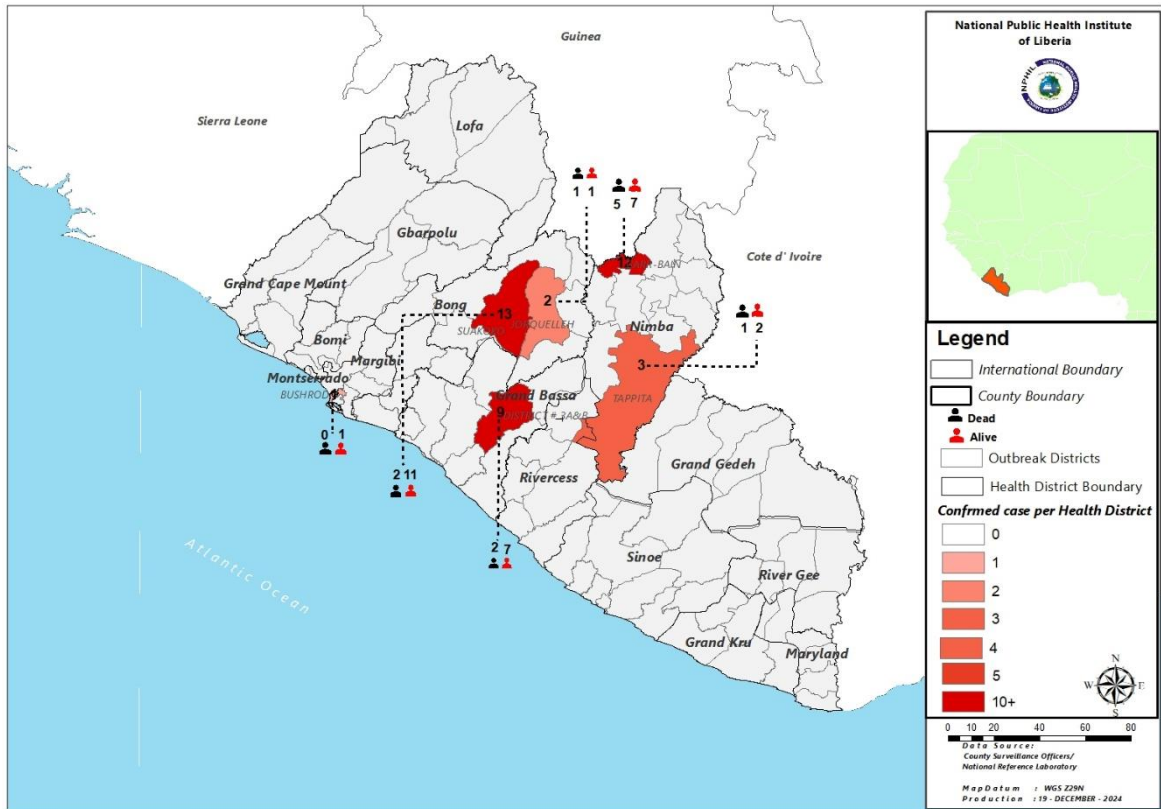 Guinea
Sierra Leone
Lofa
1 1
5 7
Gbarpolu
Cote d' Ivoire
12
Grand Cape Mount
Bong
2
13
SUAKOKO
Nimba
1 2
Bomi
Margibi
3
Montserrado
BUSHROD
Grand Bassa
TAPPITA
9
DISTRICT # 3A&B
0 1
Grand Gedeh
2 11
Rivercess
2 7
Sinoe
River Gee
Atlantic Ocean
Grand Kru
Maryland
National Public Health Institute
of Liberia
NPHIL
Legend
International Boundary
County Boundary
Dead
Alive
Outbreak Districts
Health District Boundary
Confrmed case per Health District
0
1
2
3
4
5
10+
N
W E
S
0 5 10 20 40 60 80
Data Source:
County Surveillance Officers/
National Reference Laboratory
Map Datum : WGS Z29N
Production : 19 - DECEMBER - 2024